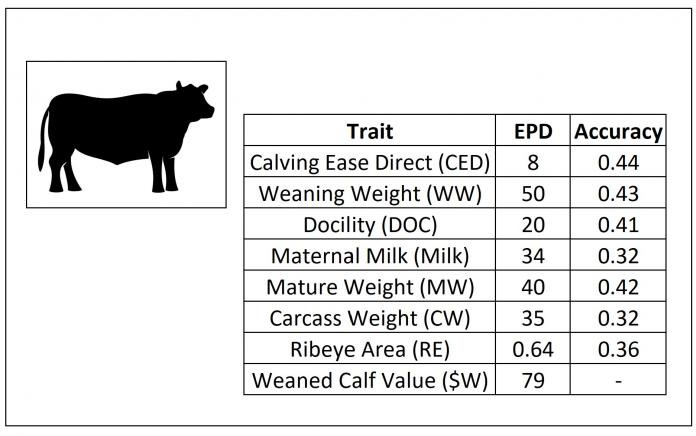 Trait EPD Accuracy
Calving Ease Direct (CED) 8 0.44
Weaning Weight (WW) 50 0.43
Docility (DOC) 20 0.41
Maternal Milk (Milk) 34 0.32
Mature Weight (MW) 40 0.42
Carcass Weight (CW) 35 0.32
Ribeye Area (RE) 0.64 0.36
Weaned Calf Value ($W) 79 -